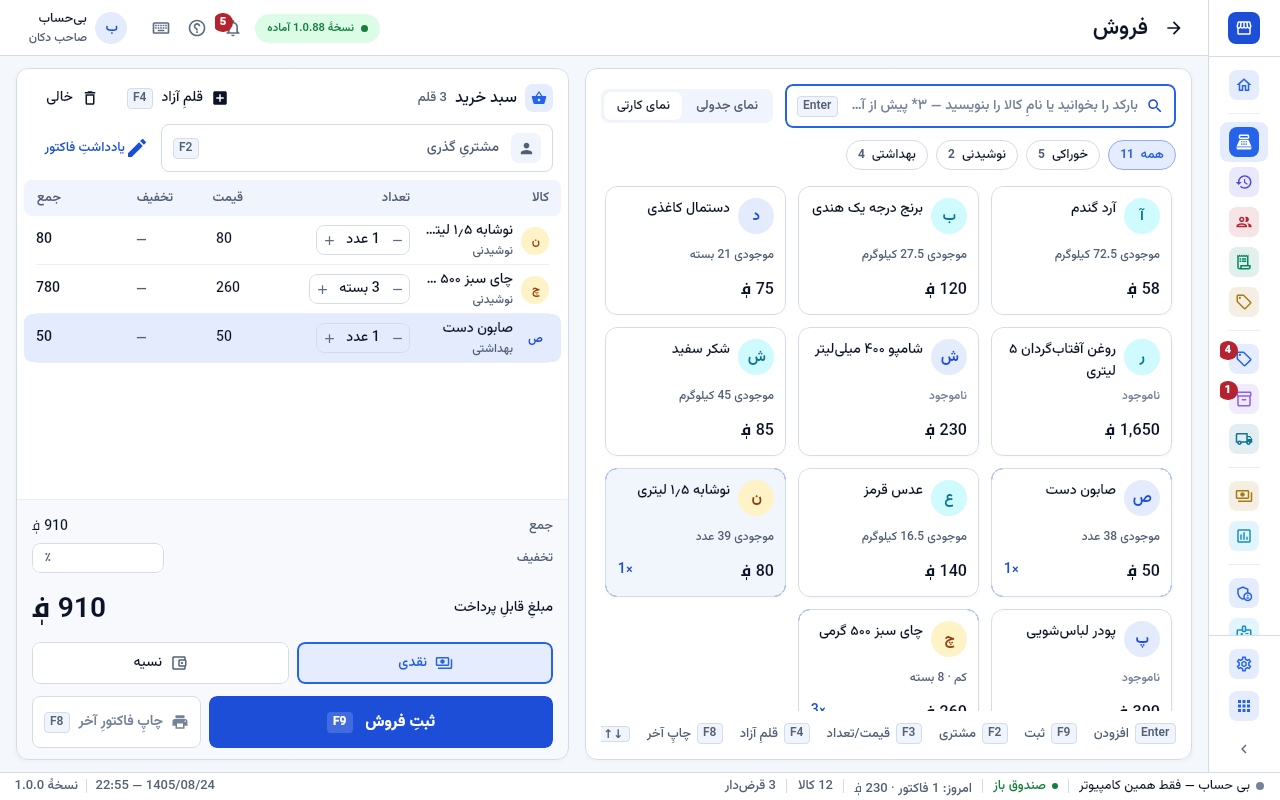 فروش
نسخهٔ 1.0.88 آماده
5
بی‌حساب
صاحب دکان
ب
بارکد را بخوانید یا نامِ کالا را بنویسید — ۳* پیش از آ...
Enter
نمای جدولی
نمای کارتی
همه 11
خوراکی 5
نوشیدنی 2
بهداشتی 4
آ
آرد گندم
موجودی 72.5 کیلوگرم
58 ؋
ب
برنج درجه یک هندی
موجودی 27.5 کیلوگرم
120 ؋
د
دستمال کاغذی
موجودی 21 بسته
75 ؋
ر
روغن آفتاب‌گردان ۵
لیتری
ناموجود
1,650 ؋
ش
شامپو ۴۰۰ میلی‌لیتر
ناموجود
230 ؋
ش
شکر سفید
موجودی 45 کیلوگرم
85 ؋
ص
صابون دست
موجودی 38 عدد
50 ؋
1×
ع
عدس قرمز
موجودی 16.5 کیلوگرم
140 ؋
ن
نوشابه ۱٫۵ لیتری
موجودی 39 عدد
80 ؋
1×
پ
پودر لباس‌شویی
ناموجود
چ
چای سبز ۵۰۰ گرمی
کم · 8 بسته
260 ؋
3×
Enter افزودن
F9 ثبت
F2 مشتری
F3 قیمت/تعداد
F4 قلمِ آزاد
F8 چاپِ آخر
↑↓
سبد خرید 3 قلم
قلمِ آزاد F4
خالی
مشتریِ گذری
F2
یادداشتِ فاکتور
کالا تعداد قیمت تخفیف جمع
ن
نوشابه ۱٫۵ لیتـ...
نوشیدنی
− 1 عدد +
80 — 80
چ
چای سبز ۵۰۰ ...
نوشیدنی
− 3 بسته +
260 — 780
ص
صابون دست
بهداشتی
− 1 عدد +
50 — 50
جمع 910 ؋
تخفیف ٪
مبلغِ قابلِ پرداخت 910 ؋
نقدی
نسیه
ثبتِ فروش F9
چاپِ فاکتورِ آخر F8
4
1
بی حساب — فقط همین کامپیوتر
صندوق باز
امروز: 1 فاکتور · 230 ؋
12 کالا
3 قرض‌دار
1405/08/24 — 22:55
نسخهٔ 1.0.0